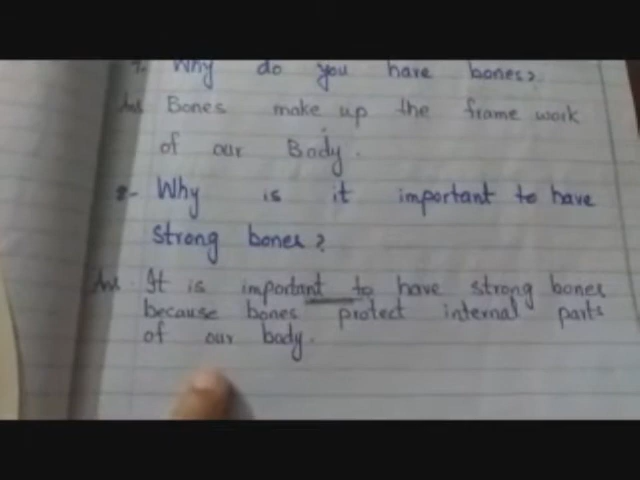 7. Why do you have bones?
Ans Bones make up the frame work
of our Body.
8- Why is it important to have
strong bones?
Ans. It is important to have strong bones
because bones protect internal parts
of our body.